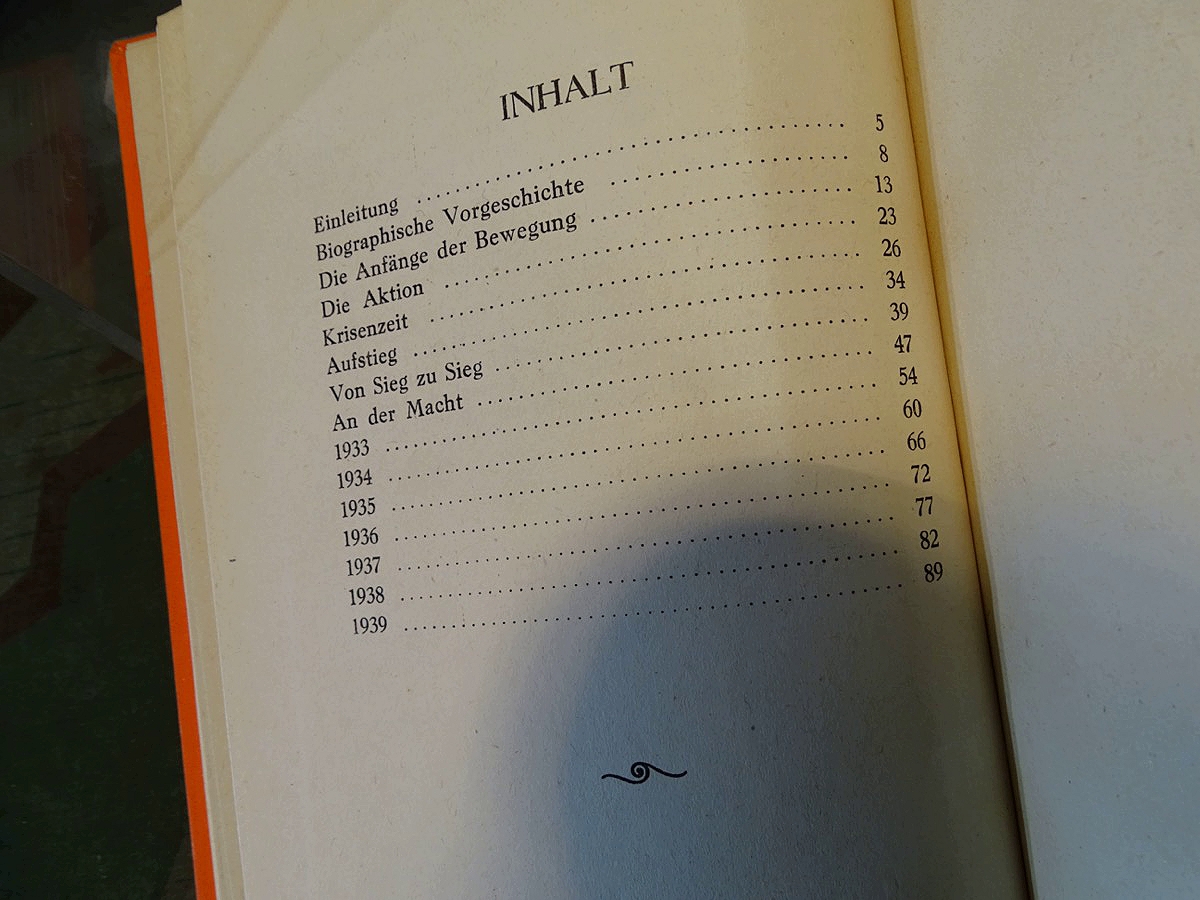 INHALT
Einleitung . . . . . . . . . . . . . . . . . . . . . . . . . . . . . . 5
Biographische Vorgeschichte . . . . . . . . . . . . . . . . . . 8
Die Anfänge der Bewegung . . . . . . . . . . . . . . . . . . . 13
Die Aktion . . . . . . . . . . . . . . . . . . . . . . . . . . . . . . 23
Krisenzeit . . . . . . . . . . . . . . . . . . . . . . . . . . . . . . 26
Aufstieg . . . . . . . . . . . . . . . . . . . . . . . . . . . . . . 34
Von Sieg zu Sieg . . . . . . . . . . . . . . . . . . . . . . . . . . 39
An der Macht . . . . . . . . . . . . . . . . . . . . . . . . . . . . 47
1933 . . . . . . . . . . . . . . . . . . . . . . . . . . . . . . . . . . 54
1934 . . . . . . . . . . . . . . . . . . . . . . . . . . . . . . . . . . 60
1935 . . . . . . . . . . . . . . . . . . . . . . . . . . . . . . . . . . 66
1936 . . . . . . . . . . . . . . . . . . . . . . . . . . . . . . . . . . 72
1937 . . . . . . . . . . . . . . . . . . . . . . . . . . . . . . . . . . 77
1938 . . . . . . . . . . . . . . . . . . . . . . . . . . . . . . . . . . 82
1939 . . . . . . . . . . . . . . . . . . . . . . . . . . . . . . . . . . 89